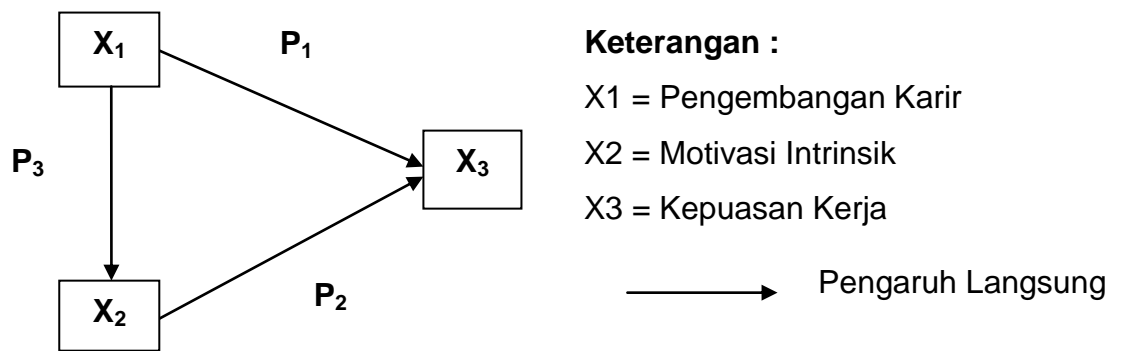 X₁
P₁
P₃
X₃
X₂
P₂
Keterangan :
X1 = Pengembangan Karir
X2 = Motivasi Intrinsik
X3 = Kepuasan Kerja
Pengaruh Langsung